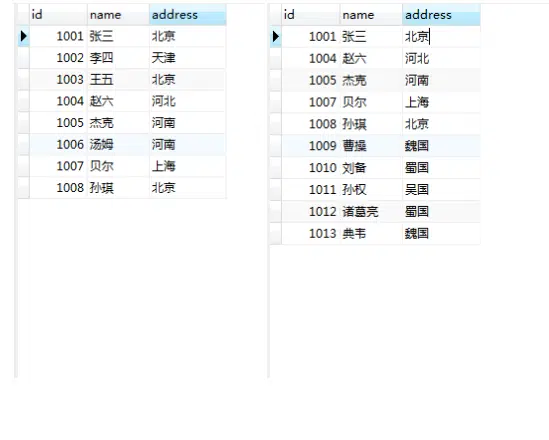 id name address
1001 张三 北京
1002 李四 天津
1003 王五 北京
1004 赵六 河北
1005 杰克 河南
1006 汤姆 河南
1007 贝尔 上海
1008 孙琪 北京
id name address
1001 张三 北京
1004 赵六 河北
1005 杰克 河南
1007 贝尔 上海
1008 孙琪 北京
1009 曹操 魏国
1010 刘备 蜀国
1011 孙权 吴国
1012 诸葛亮 蜀国
1013 典韦 魏国